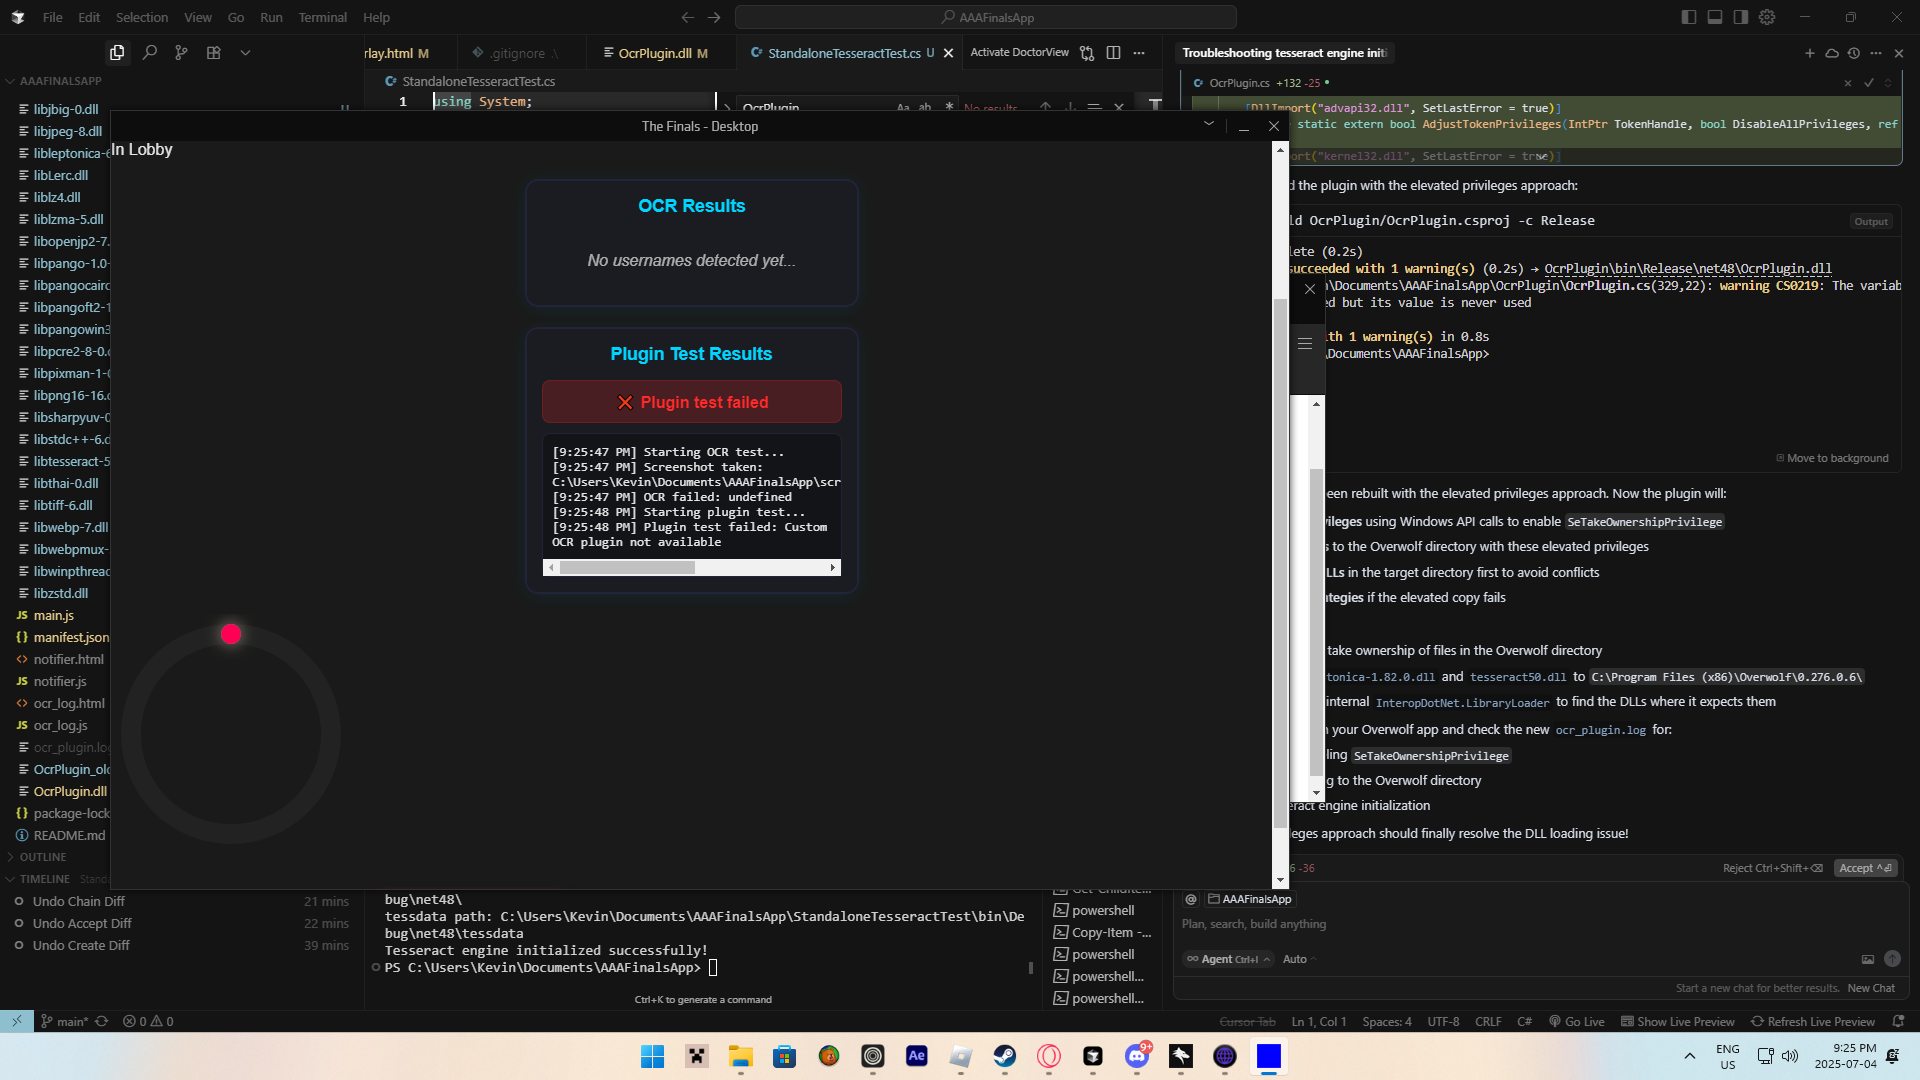 File Edit Selection View Go Run Terminal Help
AAAFinalsApp
rlay.html M
.gitignore
OcrPlugin.dll M
StandaloneTesseractTest.cs U
Activate DoctorView
Troubleshooting tesseract engine initi
AAAFINALSAPP
StandaloneTesseractTest.cs
1 using System;
OcrPlugin
No results
OcrPlugin.cs +132 -25
libjbig-0.dll
libjpeg-8.dll
libleptonica-6
libLerc.dll
liblz4.dll
liblzma-5.dll
libopenjp2-7.
libpango-1.0-
libpangocairo
libpangoft2-1
libpangowin3
libpcre2-8-0.d
libpixman-1-0
libpng16-16.d
libsharpyuv-0
libstdc++-6.d
libtesseract-5
libthai-0.dll
libtiff-6.dll
libwebp-7.dll
libwebpmux-
libwinpthread
libzstd.dll
JS main.js
{} manifest.json
<> notifier.html
JS notifier.js
<> ocr_log.html
JS ocr_log.js
ocr_plugin.log
OcrPlugin_old
OcrPlugin.dll
{} package-lock
README.md
OUTLINE
TIMELINE Standa
Undo Chain Diff 21 mins
Undo Accept Diff 22 mins
Undo Create Diff 39 mins
The Finals - Desktop
In Lobby
OCR Results
No usernames detected yet...
Plugin Test Results
Plugin test failed
[9:25:47 PM] Starting OCR test...
[9:25:47 PM] Screenshot taken:
C:\Users\Kevin\Documents\AAAFinalsApp\scr
[9:25:47 PM] OCR failed: undefined
[9:25:48 PM] Starting plugin test...
[9:25:48 PM] Plugin test failed: Custom
OCR plugin not available
[DllImport("advapi32.dll", SetLastError = true)]
static extern bool AdjustTokenPrivileges(IntPtr TokenHandle, bool DisableAllPrivileges, ref
ort("kernel32.dll", SetLastError = true)]
d the plugin with the elevated privileges approach:
ld OcrPlugin/OcrPlugin.csproj -c Release
Output
lete (0.2s)
succeeded with 1 warning(s) (0.2s) → OcrPlugin\bin\Release\net48\OcrPlugin.dll
n\Documents\AAAFinalsApp\OcrPlugin\OcrPlugin.cs(329,22): warning CS0219: The variab
ed but its value is never used
th 1 warning(s) in 0.8s
\Documents\AAAFinalsApp>
Move to background
een rebuilt with the elevated privileges approach. Now the plugin will:
vileges using Windows API calls to enable SeTakeOwnershipPrivilege
s to the Overwolf directory with these elevated privileges
LLs in the target directory first to avoid conflicts
ategies if the elevated copy fails
take ownership of files in the Overwolf directory
tonica-1.82.0.dll and tesseract50.dll to C:\Program Files (x86)\Overwolf\0.276.0.6\
internal InteropDotNet.LibraryLoader to find the DLLs where it expects them
n your Overwolf app and check the new ocr_plugin.log for:
ling SeTakeOwnershipPrivilege
g to the Overwolf directory
eract engine initialization
leges approach should finally resolve the DLL loading issue!
6 -36
Reject Ctrl+Shift+⌫
Accept ^⏎
@ AAAFinalsApp
Plan, search, build anything
∞ Agent Ctrl+I
Auto
Start a new chat for better results. New Chat
bug\net48\
tessdata path: C:\Users\Kevin\Documents\AAAFinalsApp\StandaloneTesseractTest\bin\De
bug\net48\tessdata
Tesseract engine initialized successfully!
PS C:\Users\Kevin\Documents\AAAFinalsApp>
Ctrl+K to generate a command
powershell
Copy-Item -...
powershell
powershell...
powershell...
main*
0 0
Cursor Tab
Ln 1, Col 1
Spaces: 4
UTF-8
CRLF
C#
Go Live
Show Live Preview
Refresh Live Preview
Ae
9+
ENG
US
9:25 PM
2025-07-04